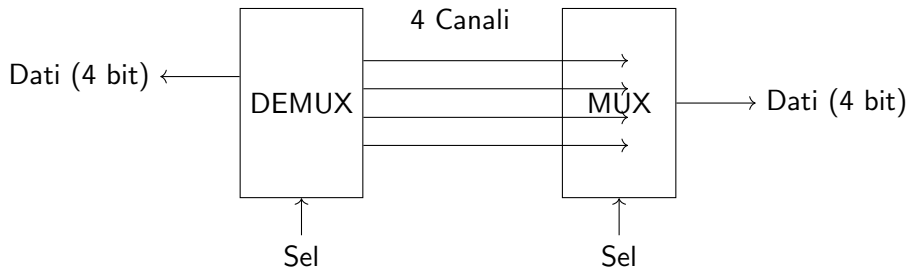 4 Canali
Dati (4 bit)
DEMUX
MUX
Dati (4 bit)
Sel
Sel